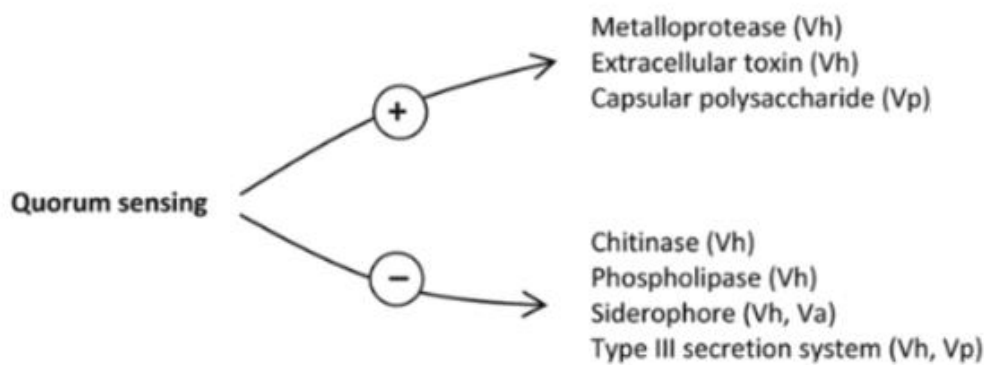 Metalloprotease (Vh)
Extracellular toxin (Vh)
Capsular polysaccharide (Vp)
+
Quorum sensing
−
Chitinase (Vh)
Phospholipase (Vh)
Siderophore (Vh, Va)
Type III secretion system (Vh, Vp)